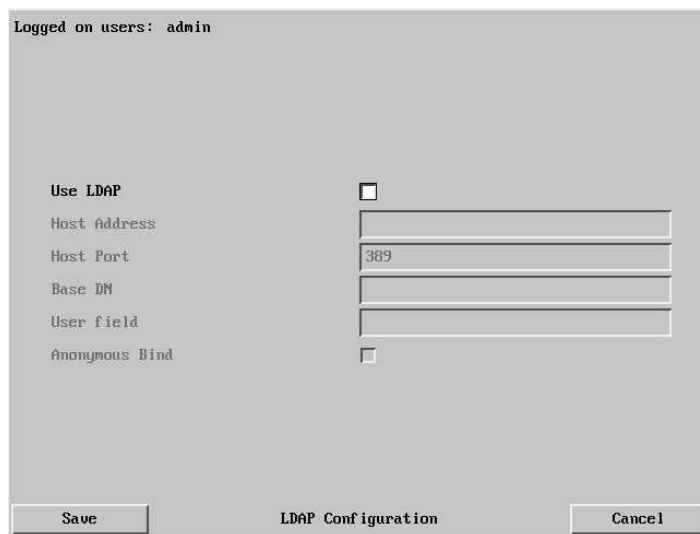 Logged on users: admin
Use LDAP
Host Address
Host Port 389
Base DN
User field
Anonymous Bind
Save LDAP Configuration Cancel